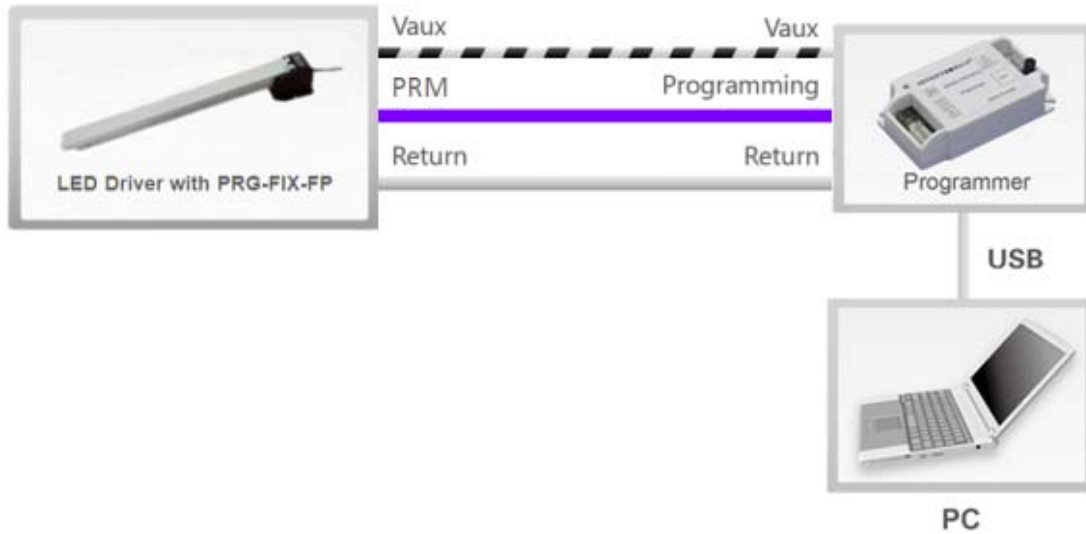 Vaux Vaux
PRM Programming
Return Return
LED Driver with PRG-FIX-FP
Programmer
USB
PC